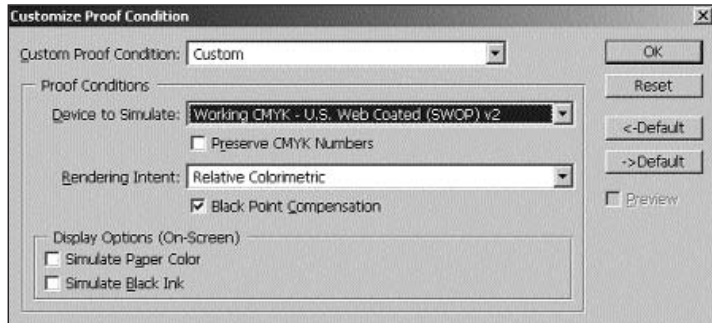 Customize Proof Condition
Custom Proof Condition: Custom
OK
Proof Conditions
Reset
Device to Simulate: Working CMYK - U.S. Web Coated (SWOP) v2
<-Default
Preserve CMYK Numbers
->Default
Rendering Intent: Relative Colorimetric
Preview
Black Point Compensation
Display Options (On-Screen)
Simulate Paper Color
Simulate Black Ink